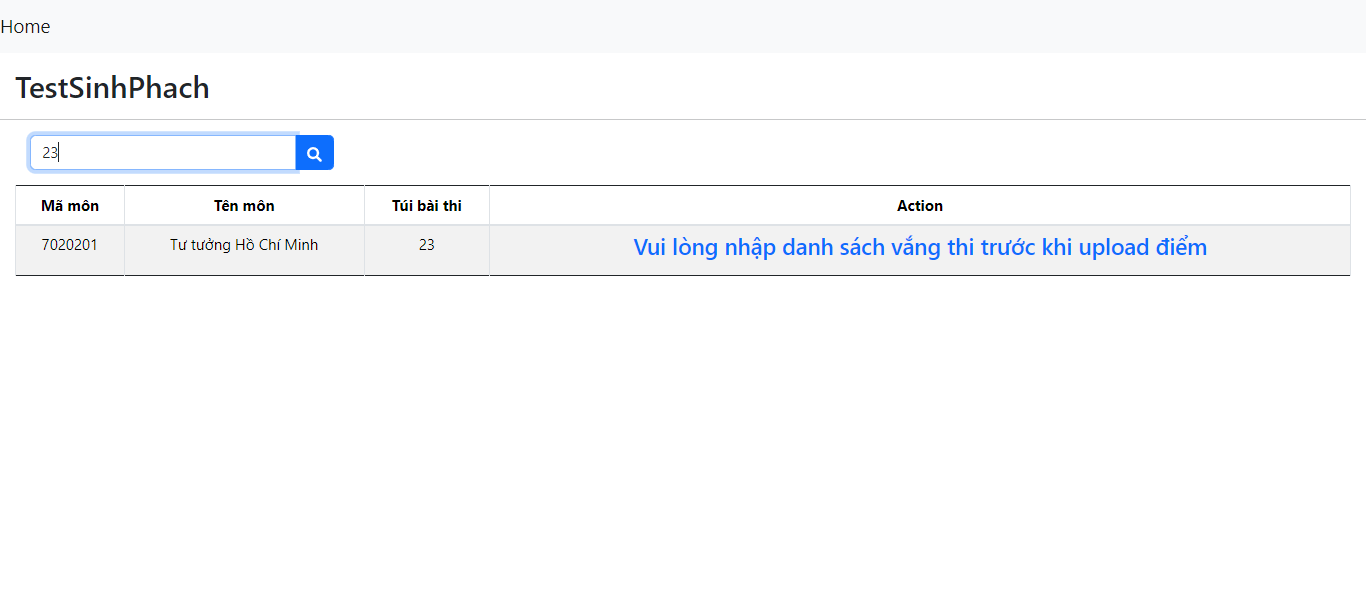 Home
TestSinhPhach
23
Mã môn Tên môn Túi bài thi Action
7020201 Tư tưởng Hồ Chí Minh 23 Vui lòng nhập danh sách vắng thi trước khi upload điểm